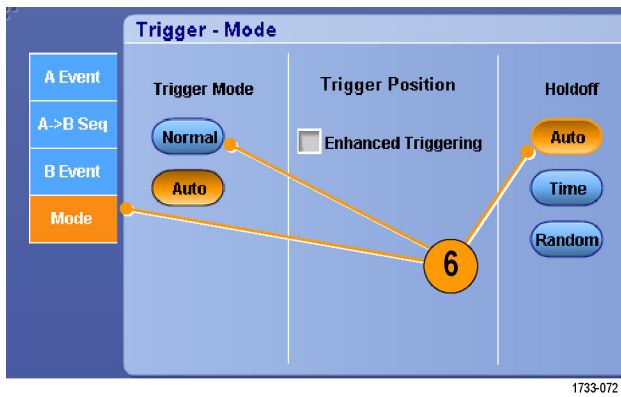 Trigger - Mode
A Event
A->B Seq
B Event
Mode
Trigger Mode
Normal
Auto
Trigger Position
Enhanced Triggering
Holdoff
Auto
Time
Random
6
1733-072